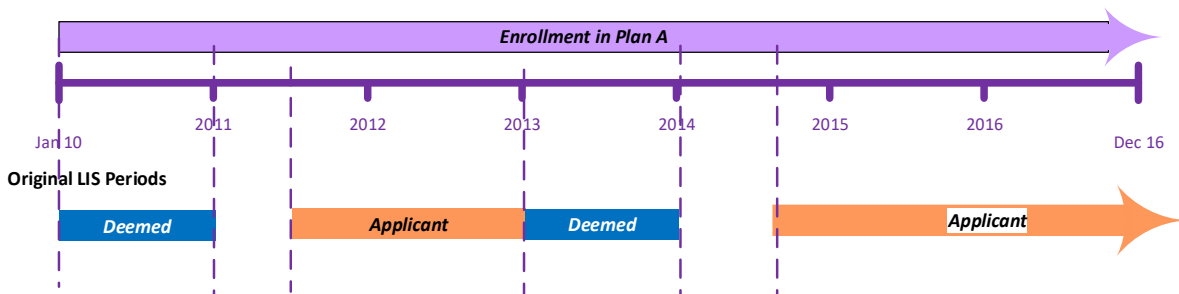 Enrollment in Plan A
2011
2012
2013
2014
2015
2016
Jan 10
Dec 16
Original LIS Periods
Deemed
Applicant
Deemed
Applicant